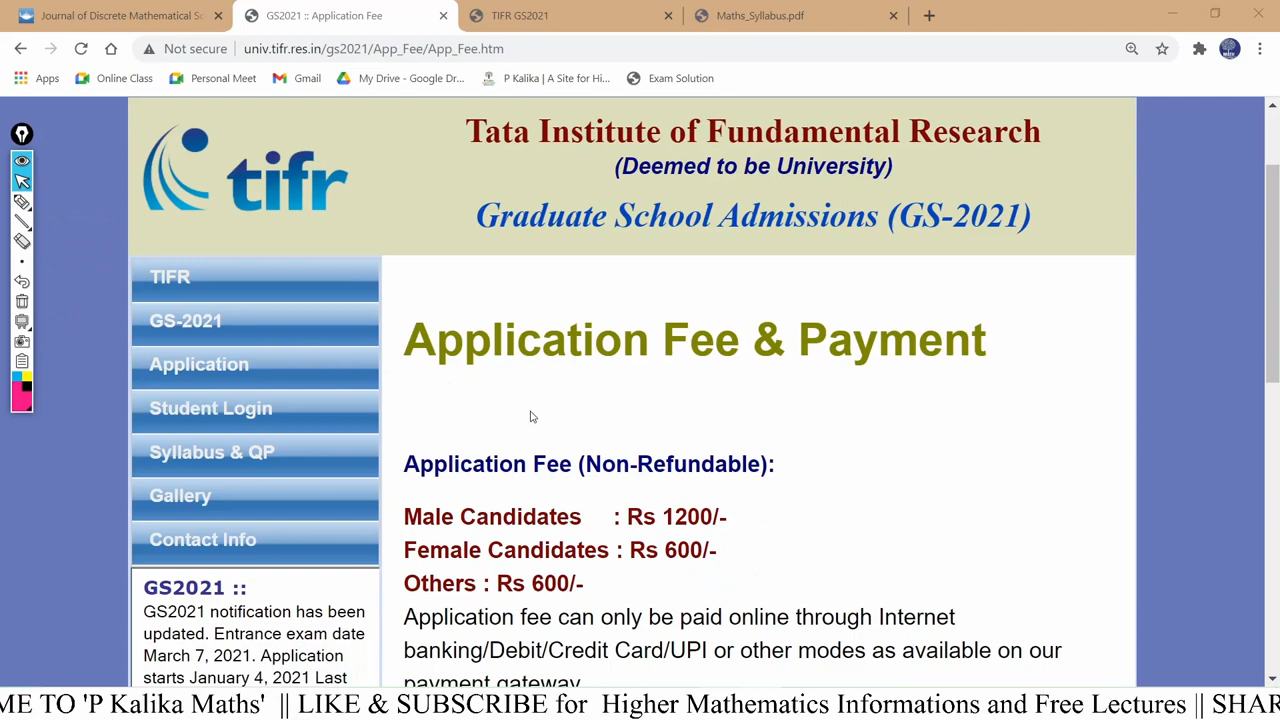 Journal of Discrete Mathematical Sc
GS2021 :: Application Fee
TIFR GS2021
Maths_Syllabus.pdf
Not secure
univ.tifr.res.in/gs2021/App_Fee/App_Fee.htm
Apps
Online Class
Personal Meet
Gmail
My Drive - Google Dr...
P Kalika | A Site for Hi...
Exam Solution
tifr
Tata Institute of Fundamental Research
(Deemed to be University)
Graduate School Admissions (GS-2021)
TIFR
GS-2021
Application
Student Login
Syllabus & QP
Gallery
Contact Info
GS2021 ::
GS2021 notification has been
updated. Entrance exam date
March 7, 2021. Application
starts January 4, 2021 Last
Application Fee & Payment
Application Fee (Non-Refundable):
Male Candidates : Rs 1200/-
Female Candidates : Rs 600/-
Others : Rs 600/-
Application fee can only be paid online through Internet
banking/Debit/Credit Card/UPI or other modes as available on our
payment gateway
ME TO 'P Kalika Maths' || LIKE & SUBSCRIBE for Higher Mathematics Informations and Free Lectures || SHAR